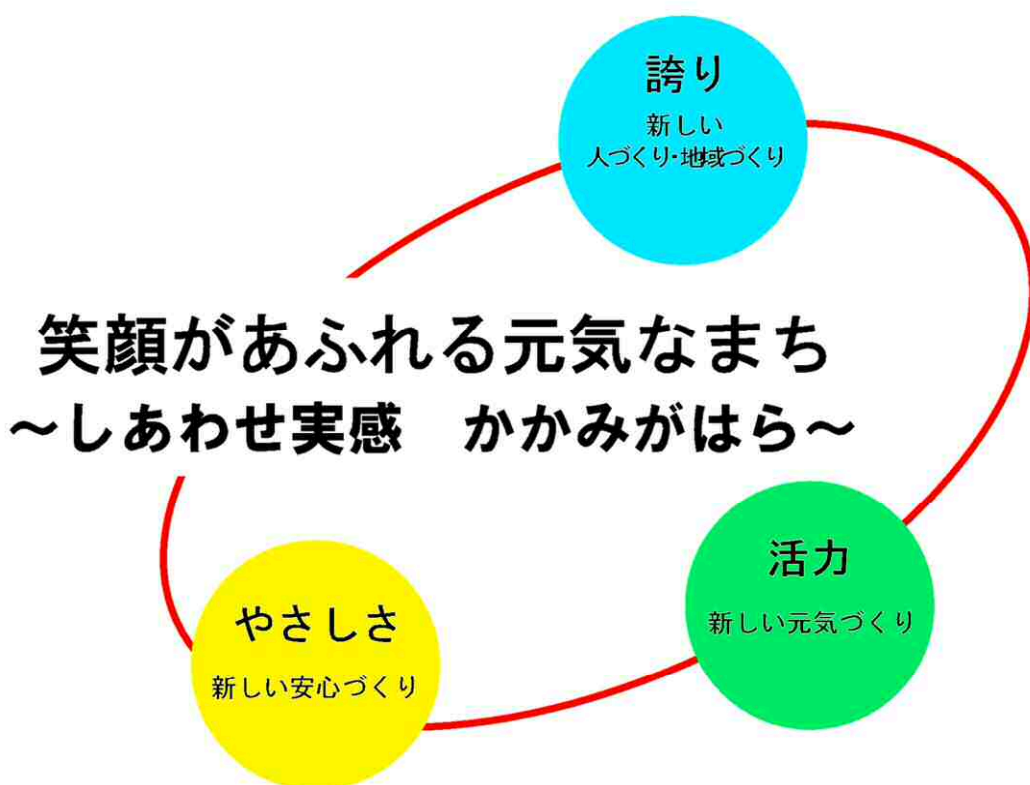 誇り
新しい
人づくり・地域づくり
笑顔があふれる元気なまち
～しあわせ実感　かかみがはら～
活力
新しい元気づくり
やさしさ
新しい安心づくり